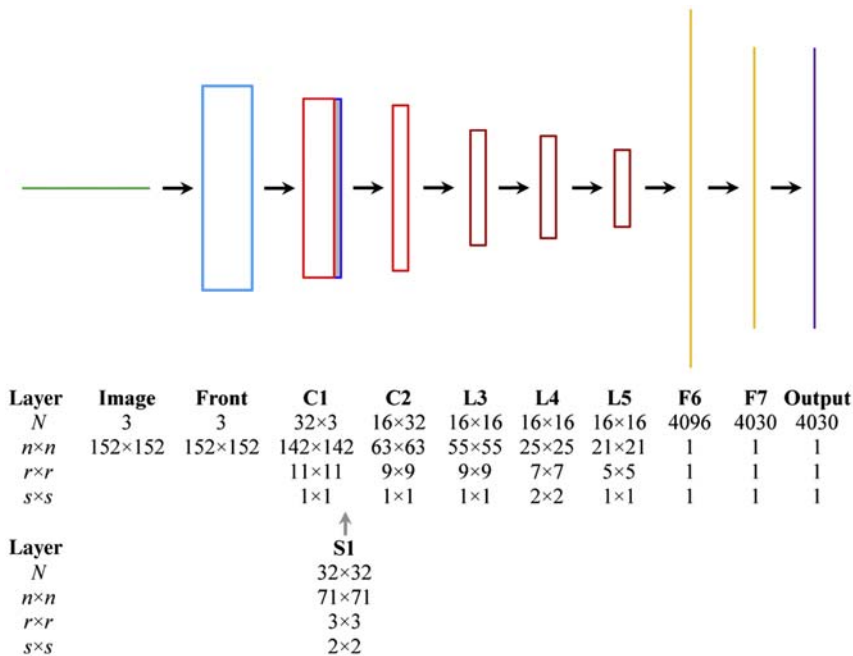 Layer Image Front C1 C2 L3 L4 L5 F6 F7 Output
N 3 3 32×3 16×32 16×16 16×16 16×16 4096 4030 4030
n×n 152×152 152×152 142×142 63×63 55×55 25×25 21×21 1 1 1
r×r 11×11 9×9 9×9 7×7 5×5 1 1 1
s×s 1×1 1×1 1×1 2×2 1×1 1 1 1
Layer S1
N 32×32
n×n 71×71
r×r 3×3
s×s 2×2